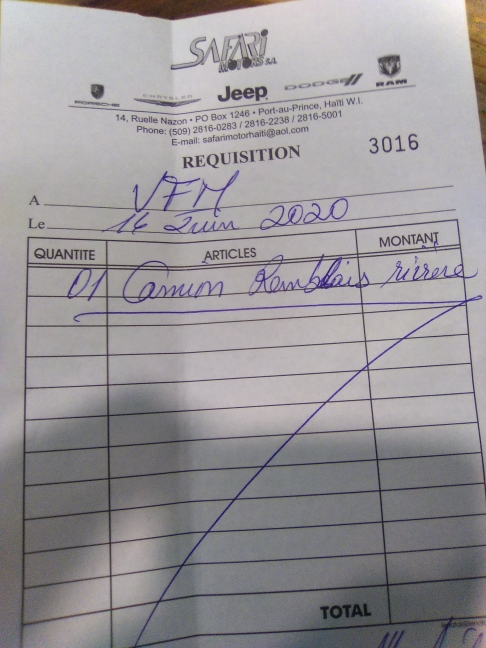 SAFARI
MOTORS S.A.
PORSCHE CHRYSLER Jeep DODGE RAM
14, Ruelle Nazon • PO Box 1246 • Port-au-Prince, Haïti W.I.
Phone: (509) 2816-0283 / 2816-2238 / 2816-5001
E-mail: safarimotorhaiti@aol.com
REQUISITION 3016
A VFM
Le 14 Juin 2020
QUANTITE ARTICLES MONTANT
01 Camion Remblais rivière
TOTAL